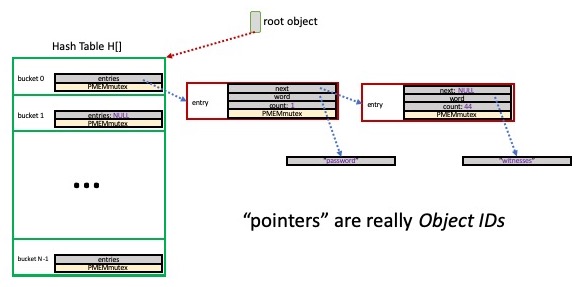 root object
Hash Table H[]
bucket 0
entries
PMEMmutex
bucket 1
entries: NULL
PMEMmutex
...
bucket N-1
entries
PMEMmutex
entry
next
word
count: 1
PMEMmutex
entry
next: NULL
word
count: 44
PMEMmutex
"password"
"witnesses"
"pointers" are really Object IDs